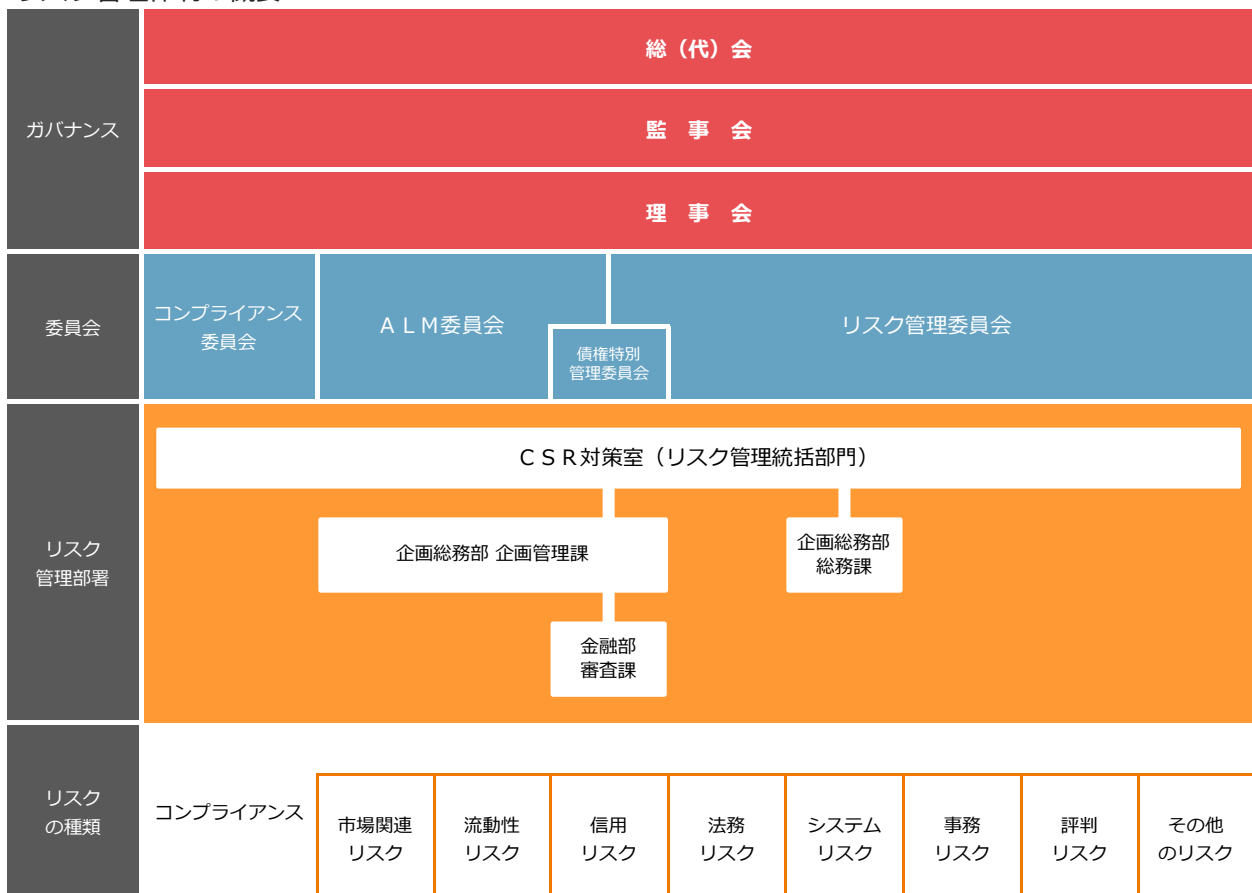 ガバナンス
総（代）会
監 事 会
理 事 会
委員会
コンプライアンス
委員会
ＡＬＭ委員会
債権特別
管理委員会
リスク管理委員会
リスク
管理部署
ＣＳＲ対策室（リスク管理統括部門）
企画総務部 企画管理課
企画総務部
総務課
金融部
審査課
リスク
の種類
コンプライアンス
市場関連
リスク
流動性
リスク
信用
リスク
法務
リスク
システム
リスク
事務
リスク
評判
リスク
その他
のリスク